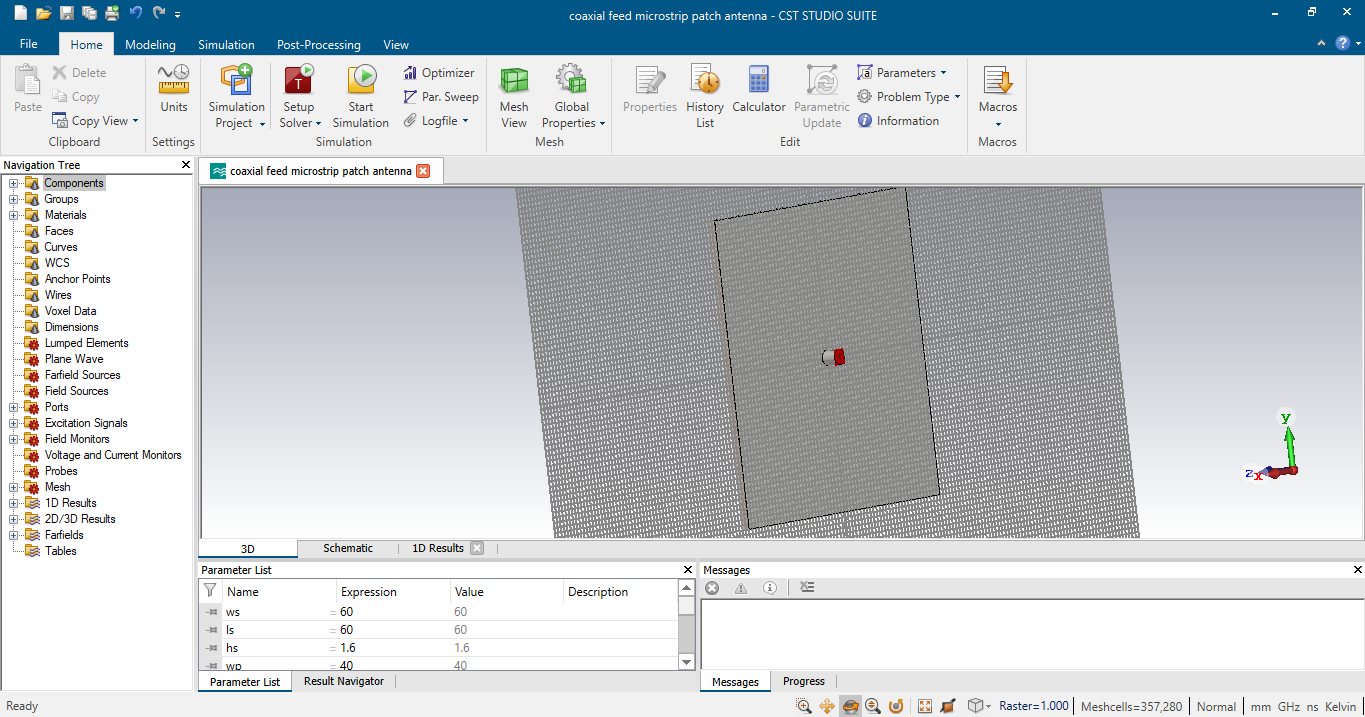 coaxial feed microstrip patch antenna - CST STUDIO SUITE
File Home Modeling Simulation Post-Processing View
Paste
Delete
Copy
Copy View
Clipboard
Units
Settings
Simulation Project
Setup Solver
Start Simulation
Optimizer
Par. Sweep
Logfile
Simulation
Mesh View
Global Properties
Mesh
Properties
History List
Calculator
Parametric Update
Parameters
Problem Type
Information
Edit
Macros
Macros
Navigation Tree
Components
Groups
Materials
Faces
Curves
WCS
Anchor Points
Wires
Voxel Data
Dimensions
Lumped Elements
Plane Wave
Farfield Sources
Field Sources
Ports
Excitation Signals
Field Monitors
Voltage and Current Monitors
Probes
Mesh
1D Results
2D/3D Results
Farfields
Tables
coaxial feed microstrip patch antenna
y
z x
3D Schematic 1D Results
Parameter List
Name Expression Value Description
ws = 60 60
ls = 60 60
hs = 1.6 1.6
wp = 40 40
Parameter List Result Navigator
Messages
Messages Progress
Ready
Raster=1.000 Meshcells=357,280 Normal mm GHz ns Kelvin